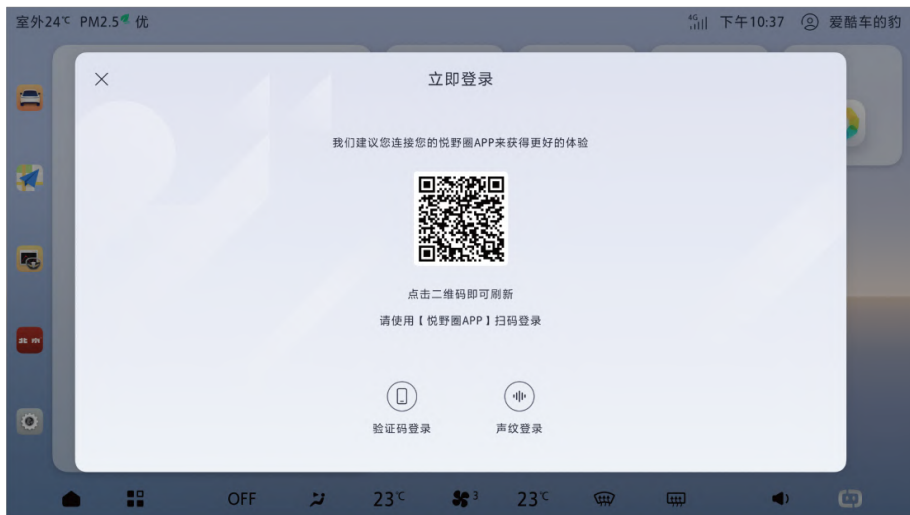 室外24℃ PM2.5 优
4G 下午10:37 爱酷车的豹
立即登录
我们建议您连接您的悦野圈APP来获得更好的体验
点击二维码即可刷新
请使用【悦野圈APP】扫码登录
验证码登录 声纹登录
北京
OFF 23℃ 3 23℃